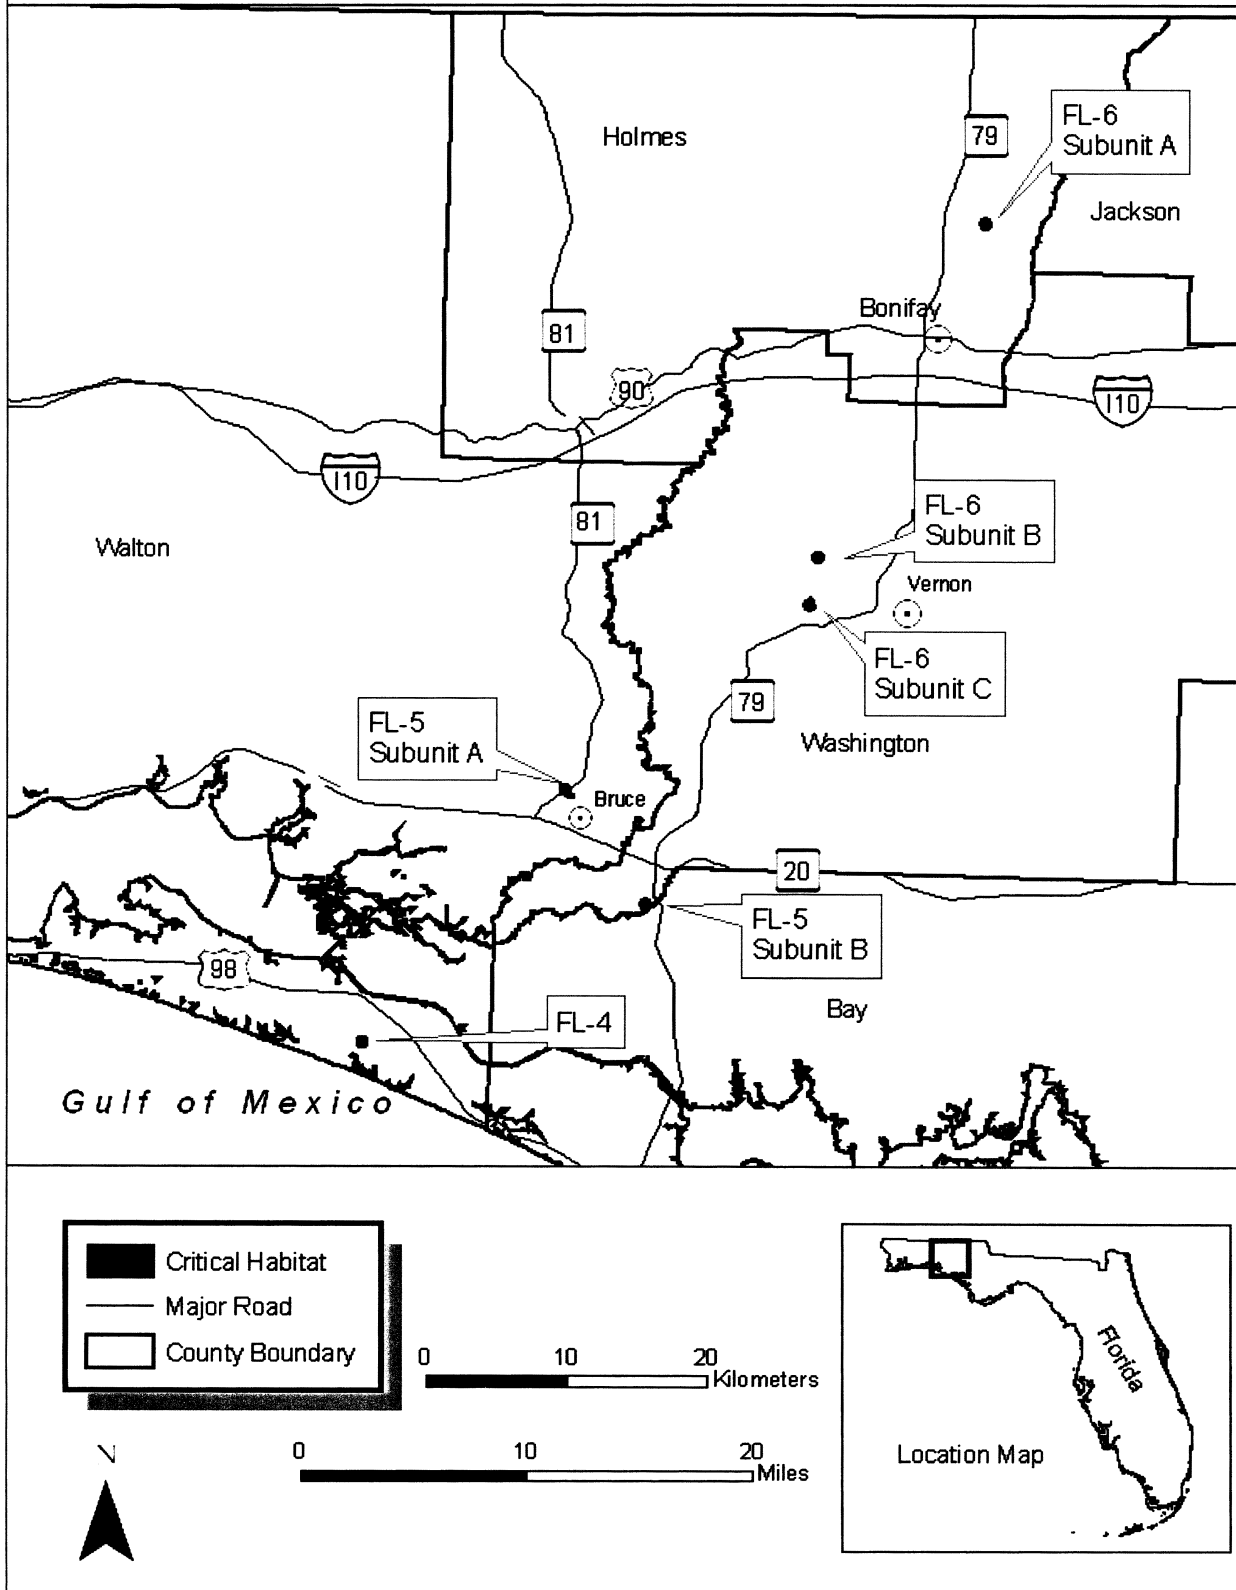 FL-6
Subunit A
79
Holmes
Jackson
Bonifay
81
90
I10
I10
81
FL-6
Subunit B
Walton
Vernon
FL-6
Subunit C
79
FL-5
Subunit A
Washington
Bruce
20
FL-5
Subunit B
98
FL-4
Bay
Gulf of Mexico
Critical Habitat
Major Road
County Boundary
0 10 20
Kilometers
0 10 20
Miles
N
Florida
Location Map